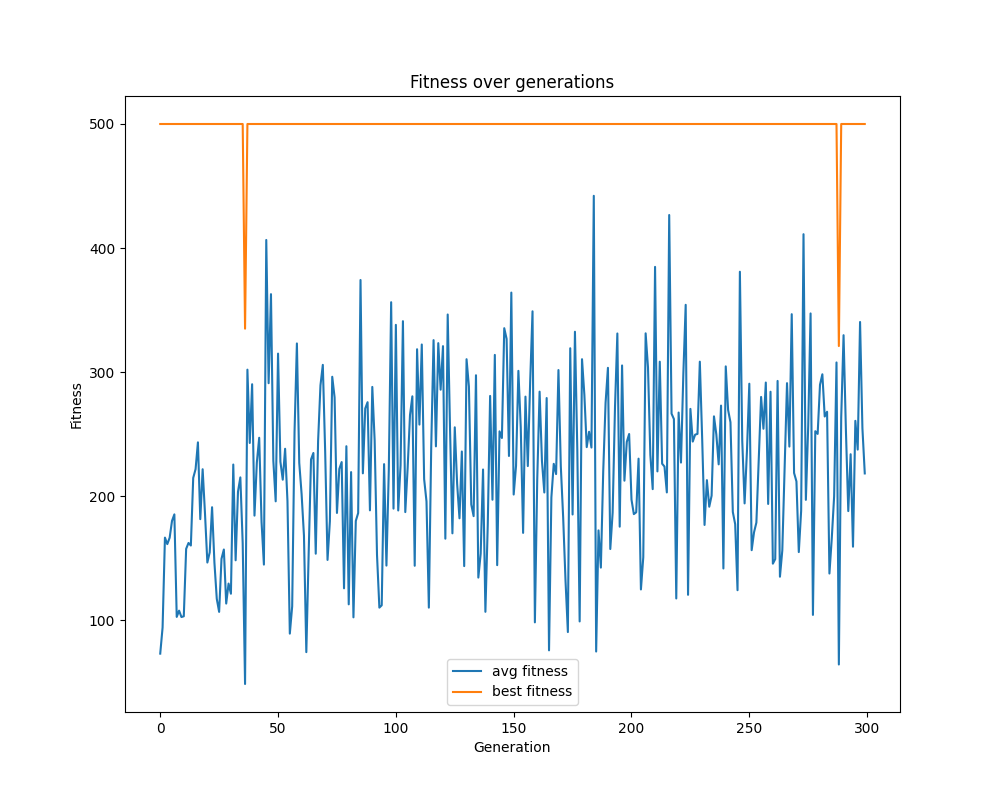 Fitness over generations
500
400
300
200
100
Fitness
avg fitness
best fitness
0 50 100 150 200 250 300
Generation